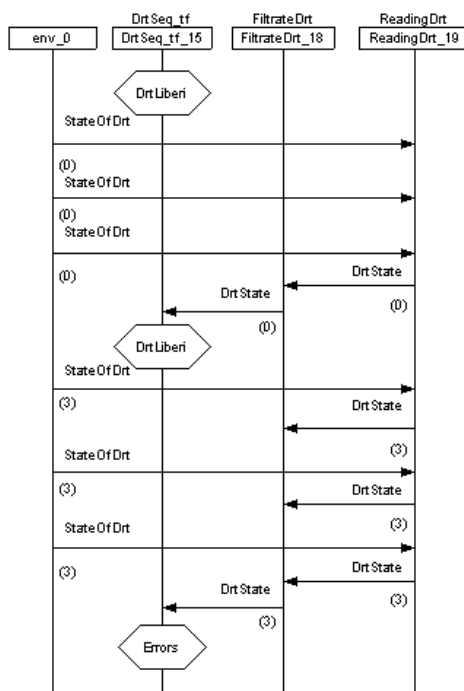 DrtSeq_tf FiltrateDrt ReadingDrt
env_0 DrtSeq_tf_15 FiltrateDrt_18 ReadingDrt_19
DrtLiberi
StateOfDrt
(0)
StateOfDrt
(0)
StateOfDrt
(0) DrtState
DrtState (0)
(0)
DrtLiberi
StateOfDrt
(3) DrtState
(3)
StateOfDrt
(3) DrtState
(3)
StateOfDrt
(3) DrtState
DrtState (3)
(3)
Errors